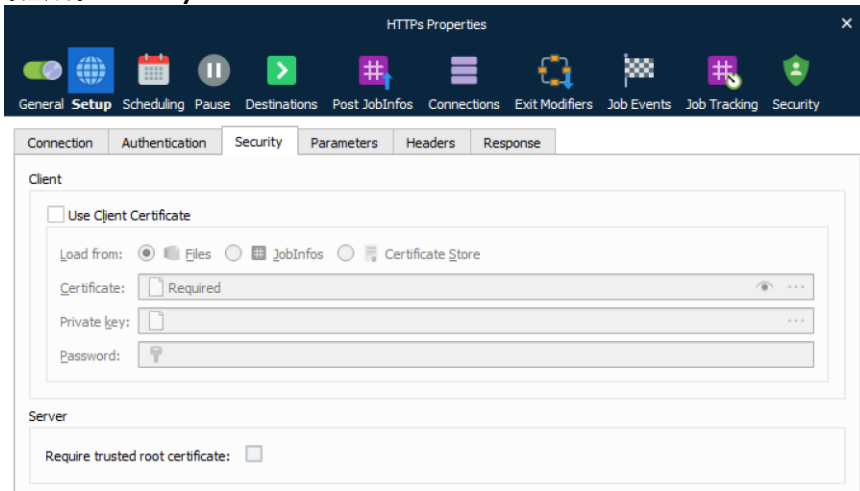 HTTPs Properties
General Setup Scheduling Pause Destinations Post JobInfos Connections Exit Modifiers Job Events Job Tracking Security
Connection Authentication Security Parameters Headers Response
Client
Use Client Certificate
Load from: Files JobInfos Certificate Store
Certificate: Required
Private key:
Password:
Server
Require trusted root certificate: